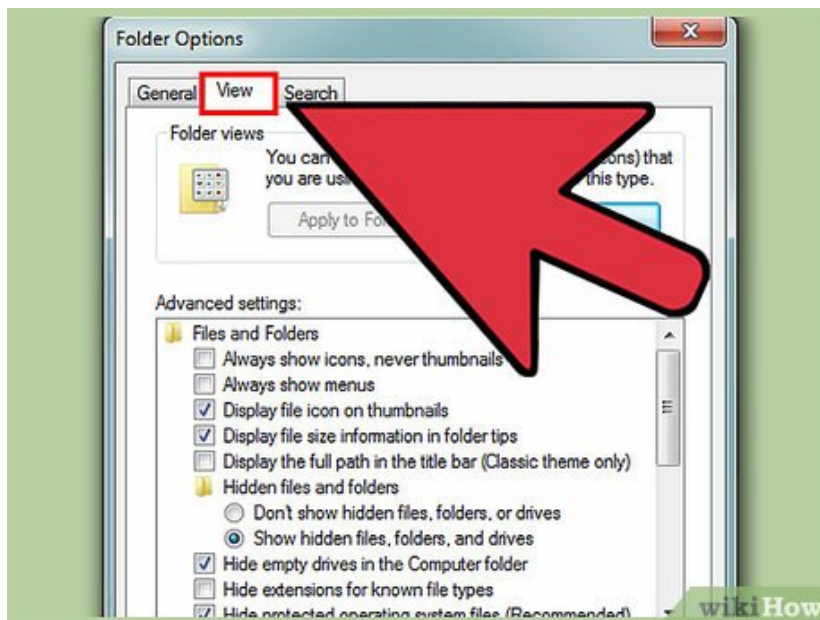 Folder Options
General View Search
Folder views
You can
ons) that
you are
this type.
Apply to
Advanced settings:
Files and Folders
Always show icons, never thumbnails
Always show menus
Display file icon on thumbnails
Display file size information in folder tips
Display the full path in the title bar (Classic theme only)
Hidden files and folders
Don't show hidden files, folders, or drives
Show hidden files, folders, and drives
Hide empty drives in the Computer folder
Hide extensions for known file types
Hide protected operating system files (Recommended)
wikiHow